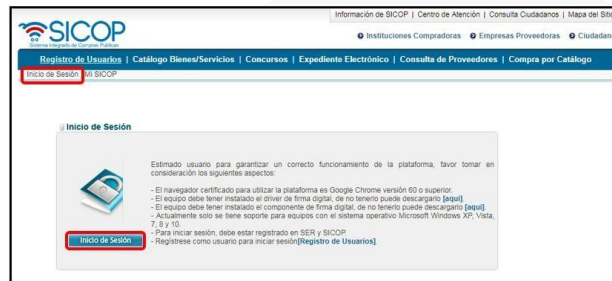 Información de SICOP | Centro de Atención | Consulta Ciudadanos | Mapa del Sitio
SICOP
Sistema Integrado de Compras Públicas
Instituciones Compradoras Empresas Proveedoras Ciudadan
Registro de Usuarios | Catálogo Bienes/Servicios | Concursos | Expediente Electrónico | Consulta de Proveedores | Compra por Catálogo
Inicio de Sesión Mi SICOP
Inicio de Sesión
Estimado usuario para garantizar un correcto funcionamiento de la plataforma, favor tomar en
consideración los siguientes aspectos:
- El navegador certificado para utilizar la plataforma es Google Chrome versión 60 o superior.
- El equipo debe tener instalado el driver de firma digital, de no tenerlo puede descargarlo [aquí].
- El equipo debe tener instalado el componente de firma digital, de no tenerlo puede descargarlo [aquí].
- Actualmente solo se tiene soporte para equipos con el sistema operativo Microsoft Windows XP, Vista,
7, 8 y 10.
- Para iniciar sesión, debe estar registrado en SER y SICOP.
- Regístrese como usuario para iniciar sesión[Registro de Usuarios].
Inicio de Sesión